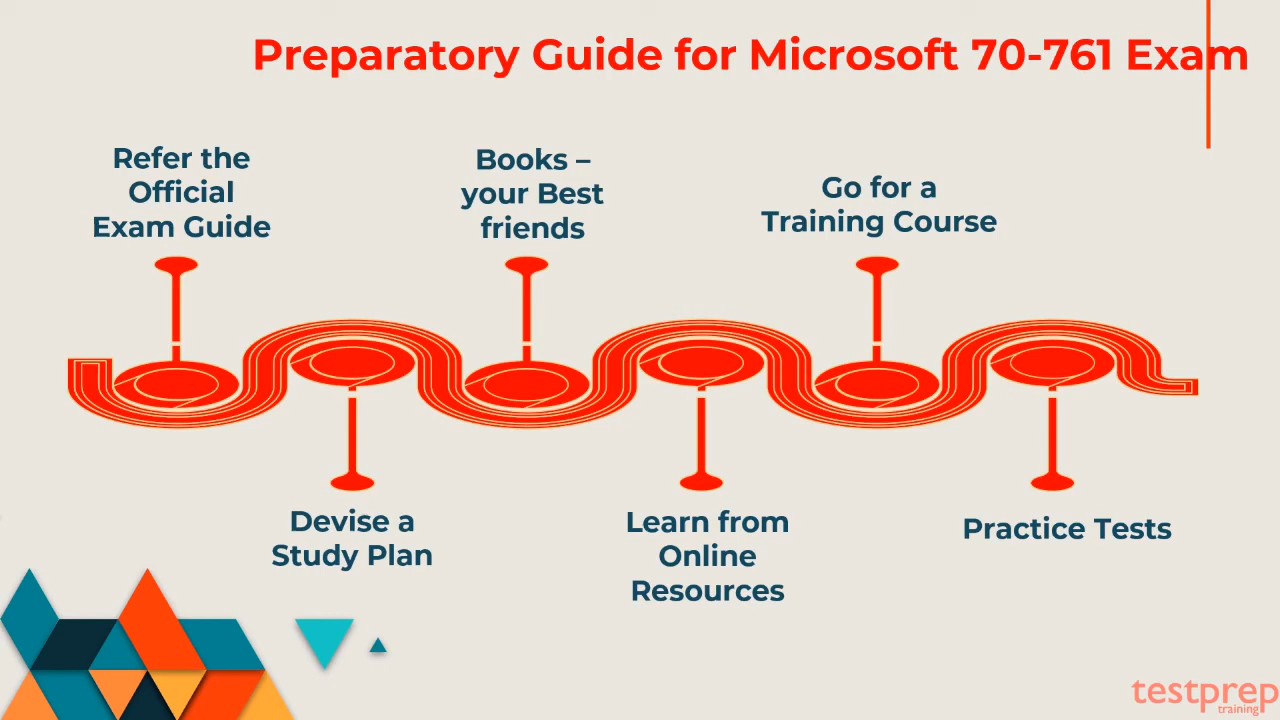 Preparatory Guide for Microsoft 70-761 Exam
Refer the
Official
Exam Guide
Devise a
Study Plan
Books –
your Best
friends
Learn from
Online
Resources
Go for a
Training Course
Practice Tests
testprep
training